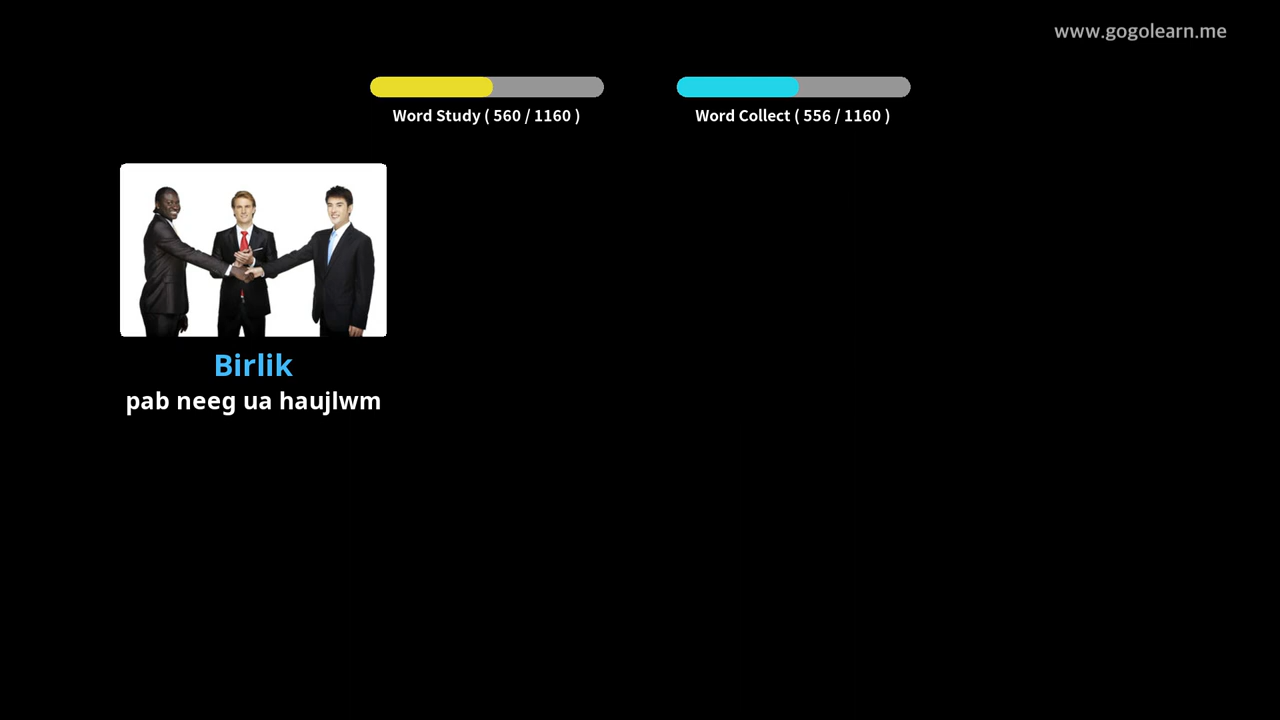 www.gogolearn.me
Word Study ( 560 / 1160 )
Word Collect ( 556 / 1160 )
Birlik
pab neeg ua haujlwm